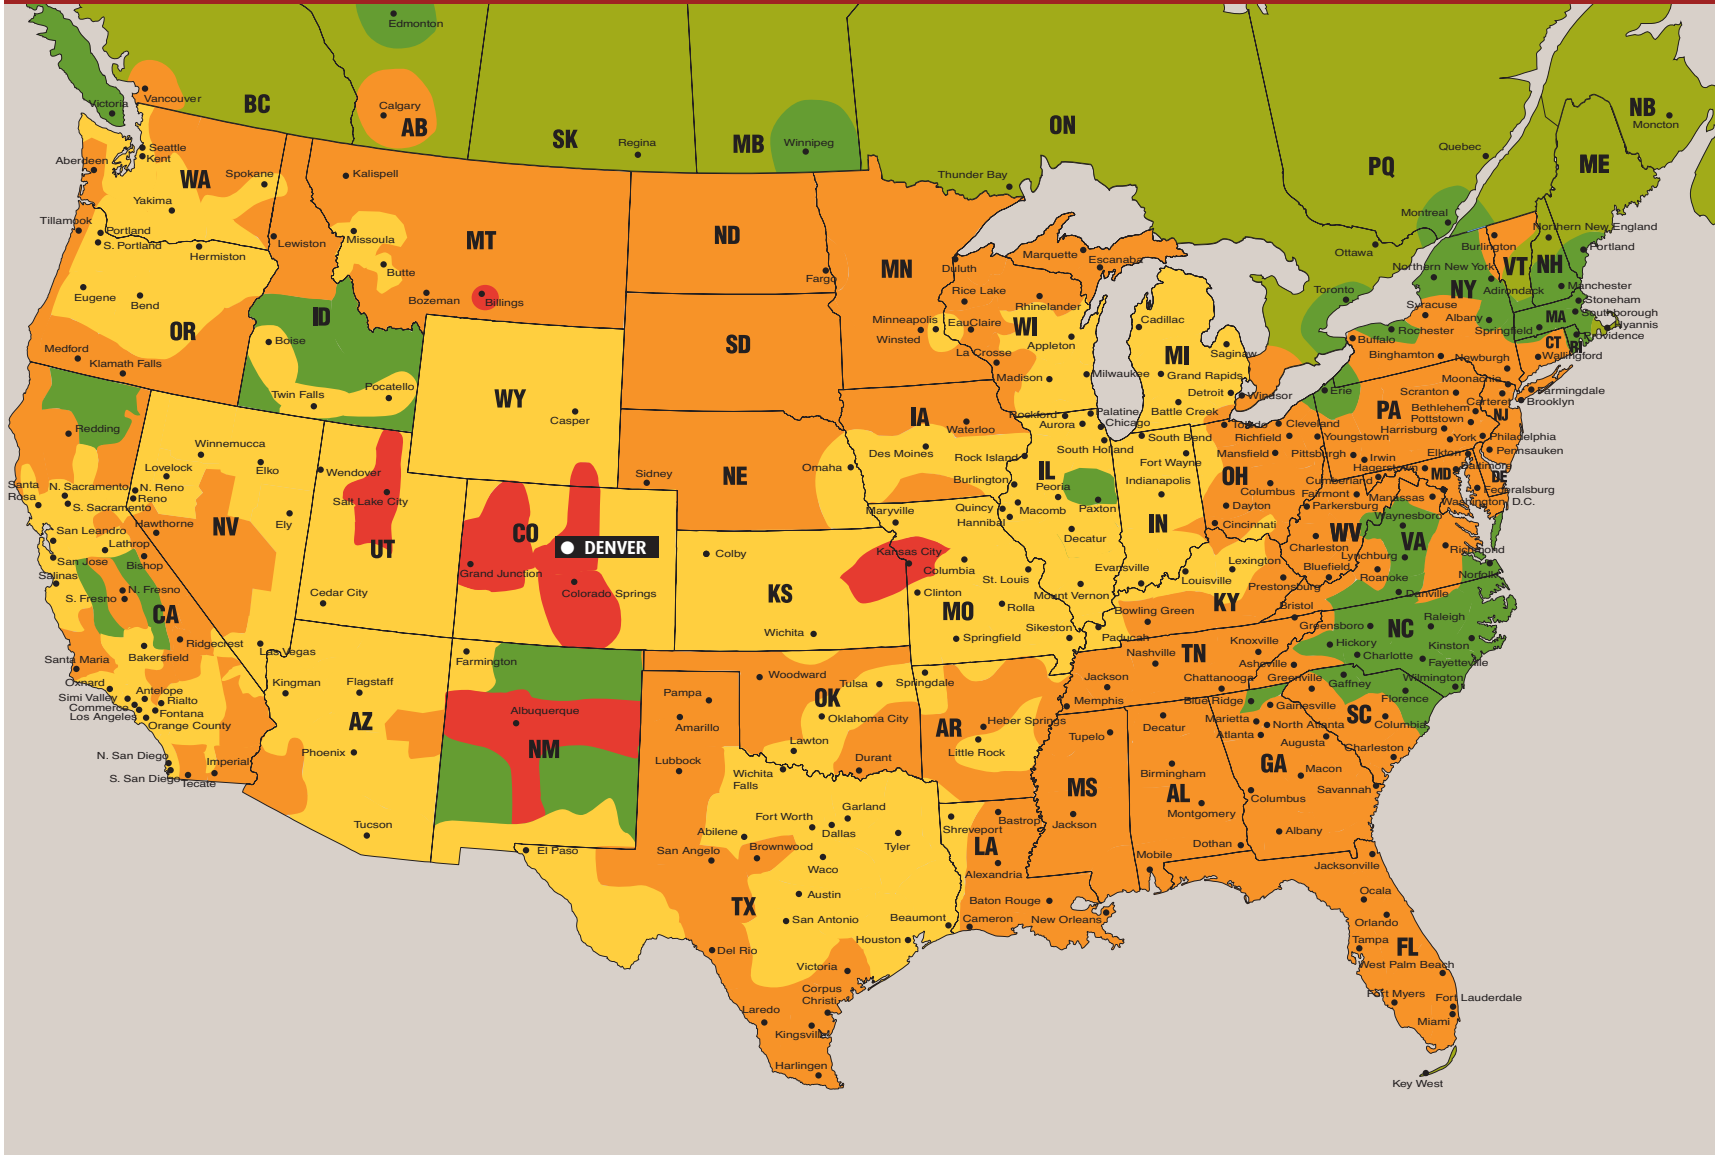 Edmonton
Victoria
Vancouver
BC
Calgary
AB
SK
Regina
MB
Winnipeg
ON
Thunder Bay
PQ
Quebec
Montreal
Ottawa
Toronto
NB
Moncton
ME
Aberdeen
Seattle
Kent
WA
Spokane
Yakima
Tillamook
Portland
S. Portland
Hermiston
Eugene
Bend
OR
Medford
Klamath Falls
Lewiston
ID
Boise
Twin Falls
Pocatello
Kalispell
Missoula
MT
Butte
Bozeman
Billings
WY
Casper
ND
Fargo
SD
NE
Sidney
Omaha
MN
Duluth
Minneapolis
Winsted
Marquette
Escanaba
Rice Lake
Rhinelander
EauClaire
WI
Appleton
La Crosse
Madison
Milwaukee
Cadillac
MI
Saginaw
Grand Rapids
Detroit
Battle Creek
Windsor
IA
Waterloo
Des Moines
Rock Island
Burlington
Rockford
Aurora
Palatine
Chicago
South Holland
IL
Peoria
Macomb
Paxton
Quincy
Hannibal
Decatur
Mount Vernon
South Bend
Fort Wayne
Indianapolis
IN
Evansville
Toledo
Cleveland
Richfield
Youngstown
Mansfield
OH
Columbus
Dayton
Cincinnati
Northern New England
Burlington
VT
NH
Portland
Northern New York
NY
Adirondack
Manchester
Stoneham
MA
Southborough
Hyannis
Springfield
Providence
CT
RI
Wallingford
Syracuse
Albany
Rochester
Buffalo
Binghamton
Newburgh
Moonachie
Farmingdale
Brooklyn
Carteret
NJ
Erie
PA
Scranton
Bethlehem
Pottstown
Harrisburg
York
Philadelphia
Pennsauken
Pittsburgh
Irwin
Elkton
Hagerstown
Baltimore
MD
DE
Cumberland
Fairmont
Manassas
Federalsburg
Washington, D.C.
Parkersburg
WV
Charleston
Bluefield
Waynesboro
VA
Lynchburg
Richmond
Roanoke
Norfolk
Danville
Redding
Santa
Rosa
N. Sacramento
S. Sacramento
San Leandro
Lathrop
San Jose
Bishop
Salinas
N. Fresno
S. Fresno
CA
Ridgecrest
Bakersfield
Santa Maria
Oxnard
Simi Valley
Commerce
Los Angeles
Antelope
Rialto
Fontana
Orange County
N. San Diego
S. San Diego
Tecate
Imperial
Winnemucca
Lovelock
Elko
N. Reno
Reno
Hawthorne
NV
Ely
Las Vegas
Wendover
Salt Lake City
UT
Cedar City
CO
DENVER
Grand Junction
Colorado Springs
Kingman
Flagstaff
AZ
Phoenix
Tucson
Farmington
Albuquerque
NM
Colby
KS
Wichita
Maryville
Kansas City
Columbia
St. Louis
Clinton
MO
Rolla
Springfield
Sikeston
Lexington
Louisville
Prestonsburg
KY
Bowling Green
Paducah
Bristol
Knoxville
Nashville
TN
Jackson
Chattanooga
Memphis
Greensboro
NC
Raleigh
Hickory
Kinston
Charlotte
Fayetteville
Asheville
Wilmington
Greenville
Gaffney
Florence
SC
Columbia
Charleston
Blue Ridge
Gainesville
Marietta
North Atlanta
Atlanta
Augusta
GA
Macon
Columbus
Savannah
Albany
Woodward
OK
Tulsa
Oklahoma City
Lawton
Durant
Springdale
AR
Heber Springs
Little Rock
Pampa
Amarillo
Lubbock
Wichita
Falls
Fort Worth
Garland
Dallas
Abilene
Brownwood
Tyler
San Angelo
Waco
El Paso
TX
Austin
San Antonio
Beaumont
Houston
Del Rio
Victoria
Corpus
Christi
Laredo
Kingsville
Harlingen
Shreveport
Bastrop
LA
Alexandria
Baton Rouge
Cameron
New Orleans
Tupelo
MS
Jackson
Decatur
Birmingham
AL
Montgomery
Dothan
Mobile
Jacksonville
Ocala
Orlando
Tampa
FL
West Palm Beach
Fort Myers
Fort Lauderdale
Miami
Key West